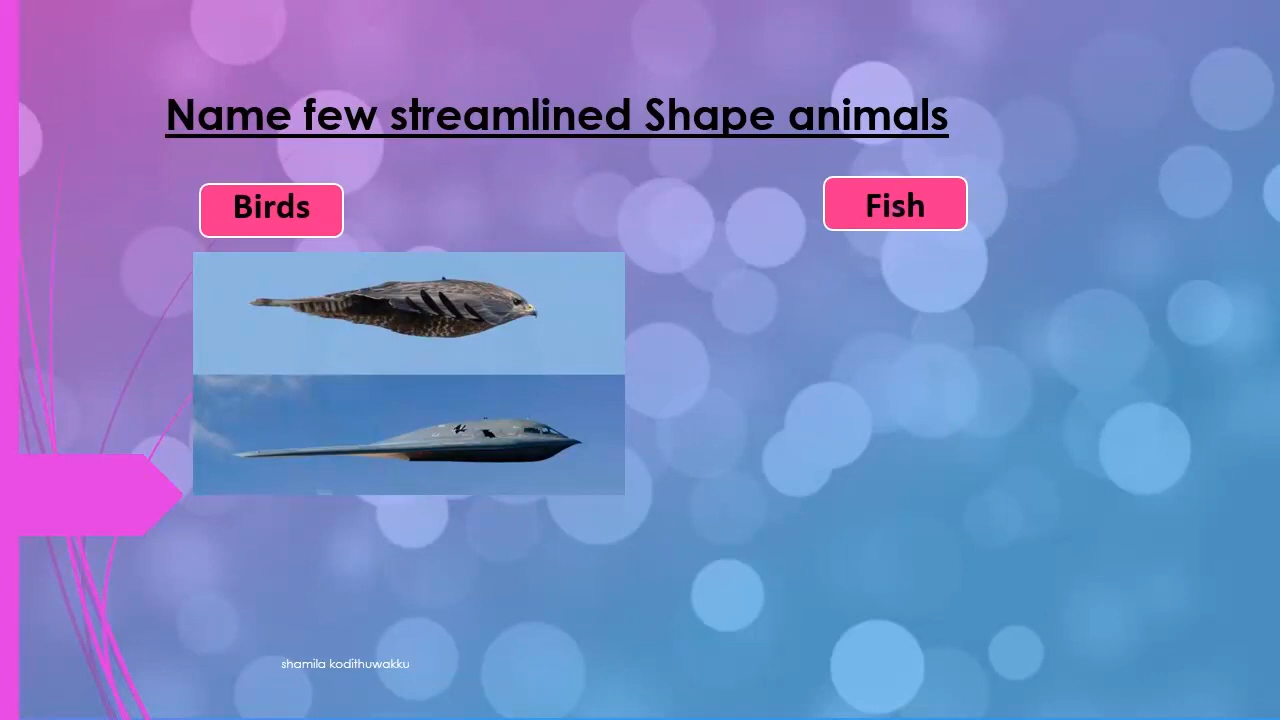 Name few streamlined Shape animals
Birds
Fish
shamila kodithuwakku